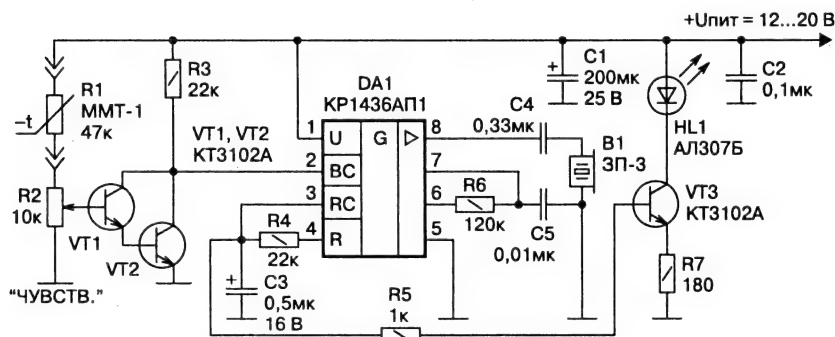 +Uпит = 12...20 В
R1
ММТ-1
47к
–t
R2
10к
"ЧУВСТВ."
R3
22к
VT1, VT2
КТ3102А
VT1
VT2
DA1
КР1436АП1
1
U
G
8
2
BC
7
3
RC
6
4
R
5
R4
22к
C3
+
0,5мк
16 В
R5
1к
R6
120к
C4
0,33мк
C5
0,01мк
B1
ЗП-3
C1
+
200мк
25 В
C2
0,1мк
HL1
АЛ307Б
VT3
КТ3102А
R7
180